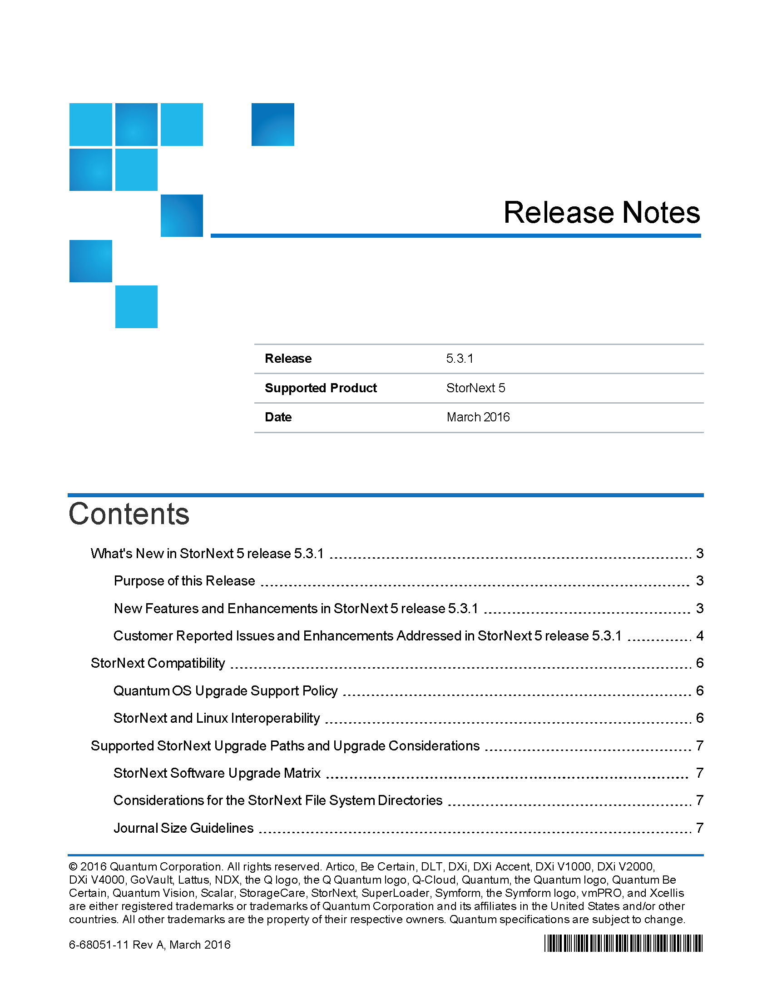 Release Notes
Release 5.3.1
Supported Product StorNext 5
Date March 2016
Contents
What's New in StorNext 5 release 5.3.1 3
Purpose of this Release 3
New Features and Enhancements in StorNext 5 release 5.3.1 3
Customer Reported Issues and Enhancements Addressed in StorNext 5 release 5.3.1 4
StorNext Compatibility 6
Quantum OS Upgrade Support Policy 6
StorNext and Linux Interoperability 6
Supported StorNext Upgrade Paths and Upgrade Considerations 7
StorNext Software Upgrade Matrix 7
Considerations for the StorNext File System Directories 7
Journal Size Guidelines 7
© 2016 Quantum Corporation. All rights reserved. Artico, Be Certain, DLT, DXi, DXi Accent, DXi V1000, DXi V2000,
DXi V4000, GoVault, Lattus, NDX, the Q logo, the Q Quantum logo, Q-Cloud, Quantum, the Quantum logo, Quantum Be
Certain, Quantum Vision, Scalar, StorageCare, StorNext, SuperLoader, Symform, the Symform logo, vmPRO, and Xcellis
are either registered trademarks or trademarks of Quantum Corporation and its affiliates in the United States and/or other
countries. All other trademarks are the property of their respective owners. Quantum specifications are subject to change.
6-68051-11 Rev A, March 2016